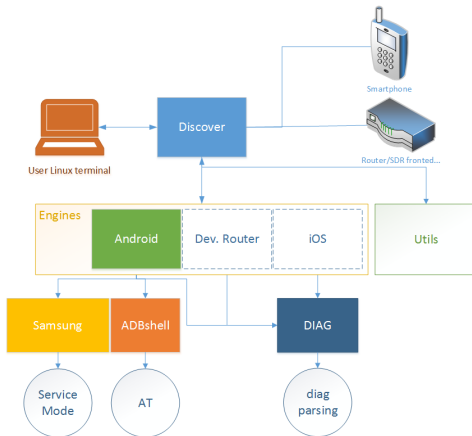 Smartphone
Discover
User Linux terminal
Router/SDR fronted...
Engines
Android
Dev. Router
iOS
Utils
Samsung
ADBshell
DIAG
Service
Mode
AT
diag
parsing